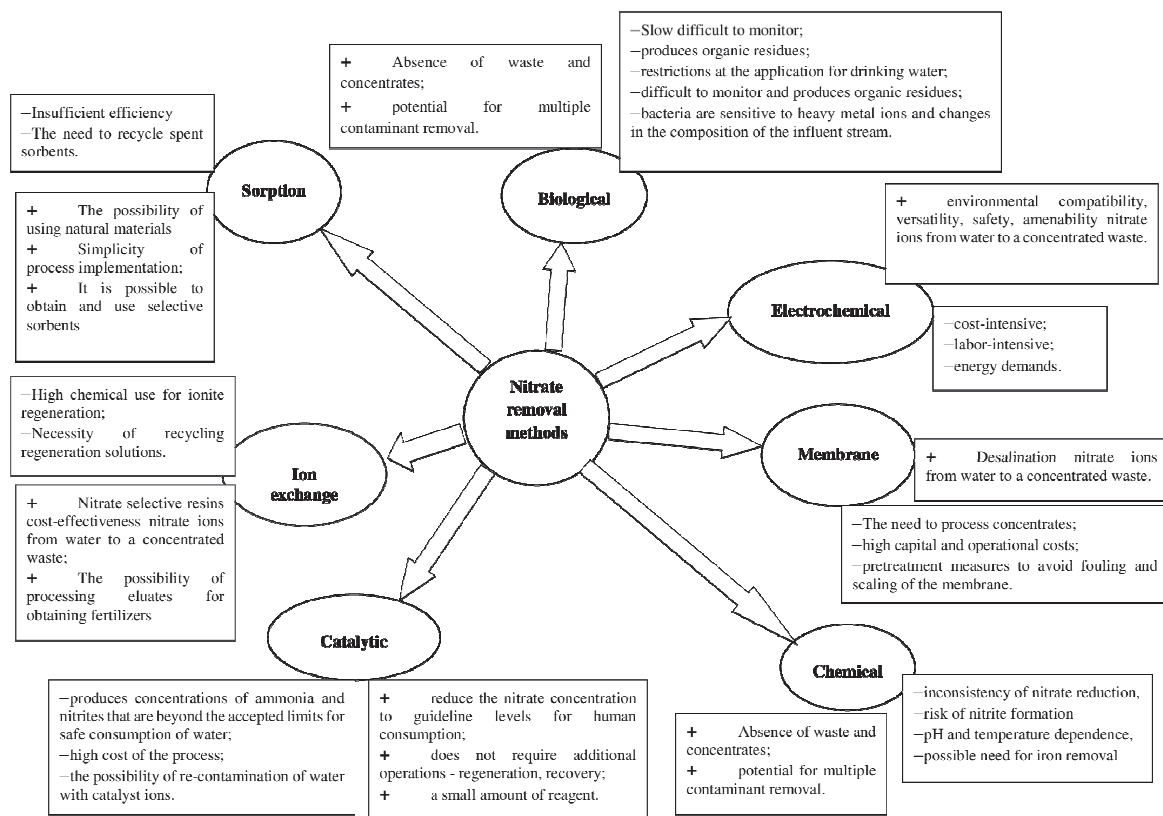 −Slow difficult to monitor;
−produces organic residues;
−restrictions at the application for drinking water;
−difficult to monitor and produces organic residues;
−bacteria are sensitive to heavy metal ions and changes
in the composition of the influent stream.
+ Absence of waste and
concentrates;
+ potential for multiple
contaminant removal.
−Insufficient efficiency
−The need to recycle spent
sorbents.
Sorption
Biological
+ The possibility of
using natural materials
+ Simplicity of
process implementation;
+ It is possible to
obtain and use selective
sorbents
+ environmental compatibility,
versatility, safety, amenability nitrate
ions from water to a concentrated waste.
Electrochemical
−cost-intensive;
−labor-intensive;
−energy demands.
Nitrate
removal
methods
−High chemical use for ionite
regeneration;
−Necessity of recycling
regeneration solutions.
Ion
exchange
Membrane
+ Desalination nitrate ions
from water to a concentrated waste.
+ Nitrate selective resins
cost-effectiveness nitrate ions
from water to a concentrated
waste;
+ The possibility of
processing eluates for
obtaining fertilizers
−The need to process concentrates;
−high capital and operational costs;
−pretreatment measures to avoid fouling and
scaling of the membrane.
Catalytic
Chemical
−produces concentrations of ammonia and
nitrites that are beyond the accepted limits for
safe consumption of water;
−high cost of the process;
−the possibility of re-contamination of water
with catalyst ions.
+ reduce the nitrate concentration
to guideline levels for human
consumption;
+ does not require additional
operations - regeneration, recovery;
+ a small amount of reagent.
+ Absence of waste and
concentrates;
+ potential for multiple
contaminant removal.
−inconsistency of nitrate reduction,
−risk of nitrite formation
−pH and temperature dependence,
−possible need for iron removal